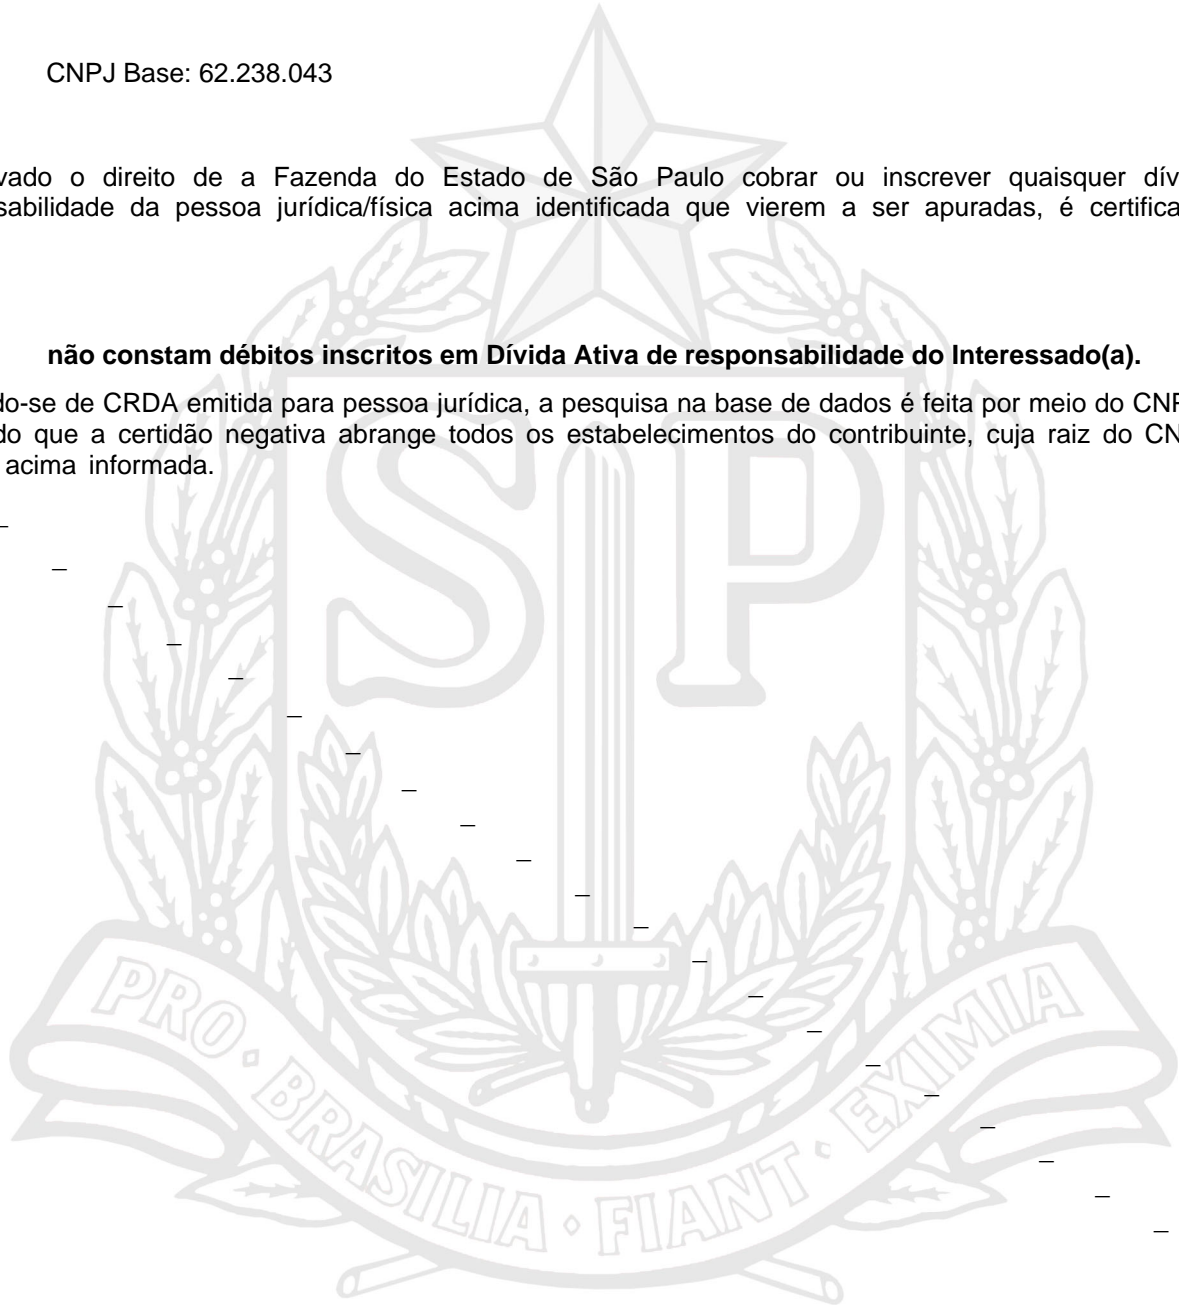 CNPJ Base: 62.238.043
vado o direito de a Fazenda do Estado de São Paulo cobrar ou inscrever quaisquer dív
sabilidade da pessoa jurídica/física acima identificada que vierem a ser apuradas, é certifica
não constam débitos inscritos em Dívida Ativa de responsabilidade do Interessado(a).
do-se de CRDA emitida para pessoa jurídica, a pesquisa na base de dados é feita por meio do CNP
do que a certidão negativa abrange todos os estabelecimentos do contribuinte, cuja raiz do CN
acima informada.
SP
PRO • BRASILIA • FIANT • EXIMIA